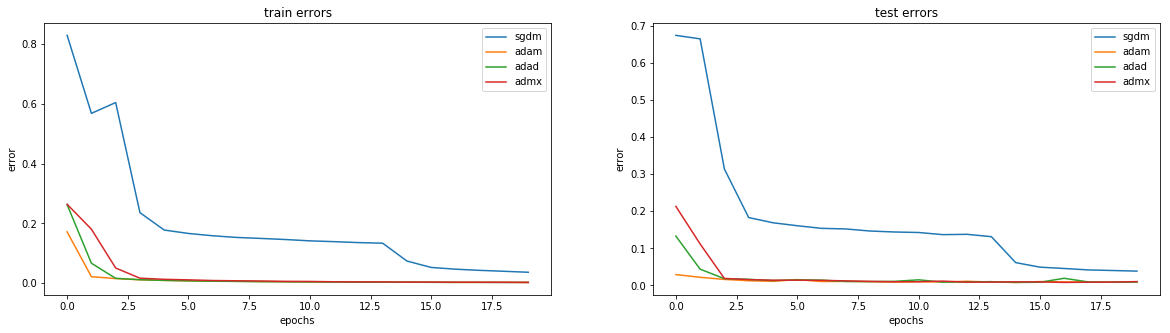 train errors
0.8
0.6
0.4
0.2
0.0
error
0.0
2.5
5.0
7.5
10.0
12.5
15.0
17.5
epochs
sgdm
adam
adad
admx
test errors
0.7
0.6
0.5
0.4
0.3
0.2
0.1
0.0
error
0.0
2.5
5.0
7.5
10.0
12.5
15.0
17.5
epochs
sgdm
adam
adad
admx